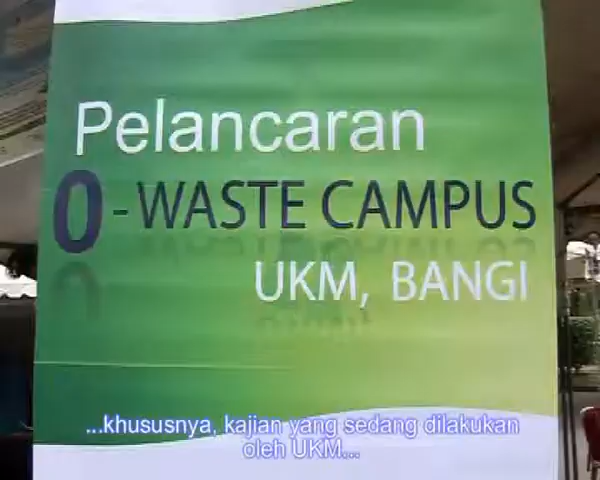 Pelancaran
0-WASTE CAMPUS
UKM, BANGI
...khususnya, kajian yang sedang dilakukan
oleh UKM...